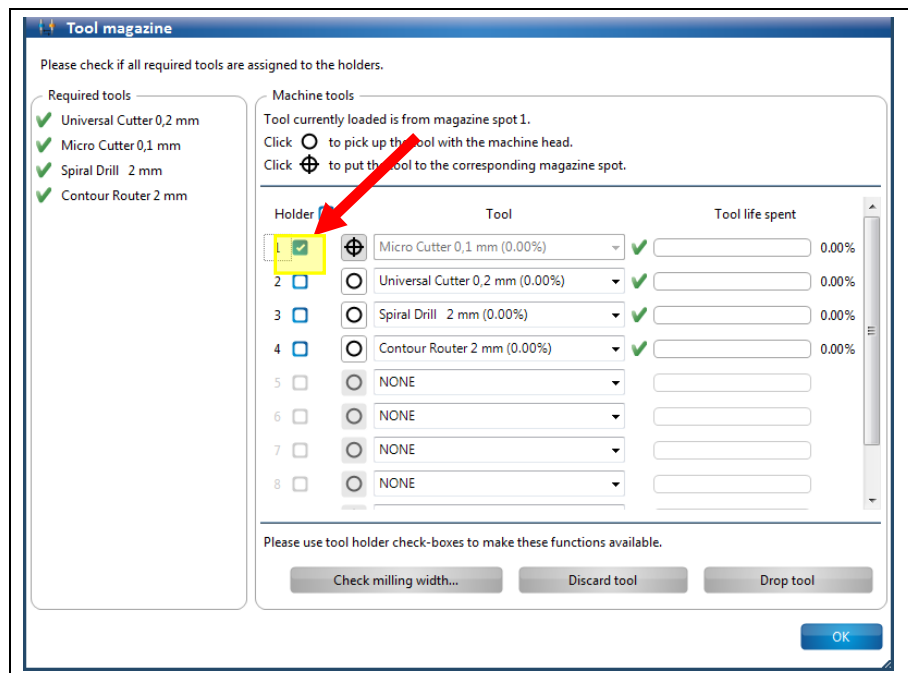 Tool magazine
Please check if all required tools are assigned to the holders.
Required tools
Universal Cutter 0,2 mm
Micro Cutter 0,1 mm
Spiral Drill 2 mm
Contour Router 2 mm
Machine tools
Tool currently loaded is from magazine spot 1.
Click to pick up the tool with the machine head.
Click to put the tool to the corresponding magazine spot.
Holder Tool Tool life spent
1 Micro Cutter 0,1 mm (0.00%) 0.00%
2 Universal Cutter 0,2 mm (0.00%) 0.00%
3 Spiral Drill 2 mm (0.00%) 0.00%
4 Contour Router 2 mm (0.00%) 0.00%
5 NONE
6 NONE
7 NONE
8 NONE
Please use tool holder check-boxes to make these functions available.
Check milling width... Discard tool Drop tool
OK